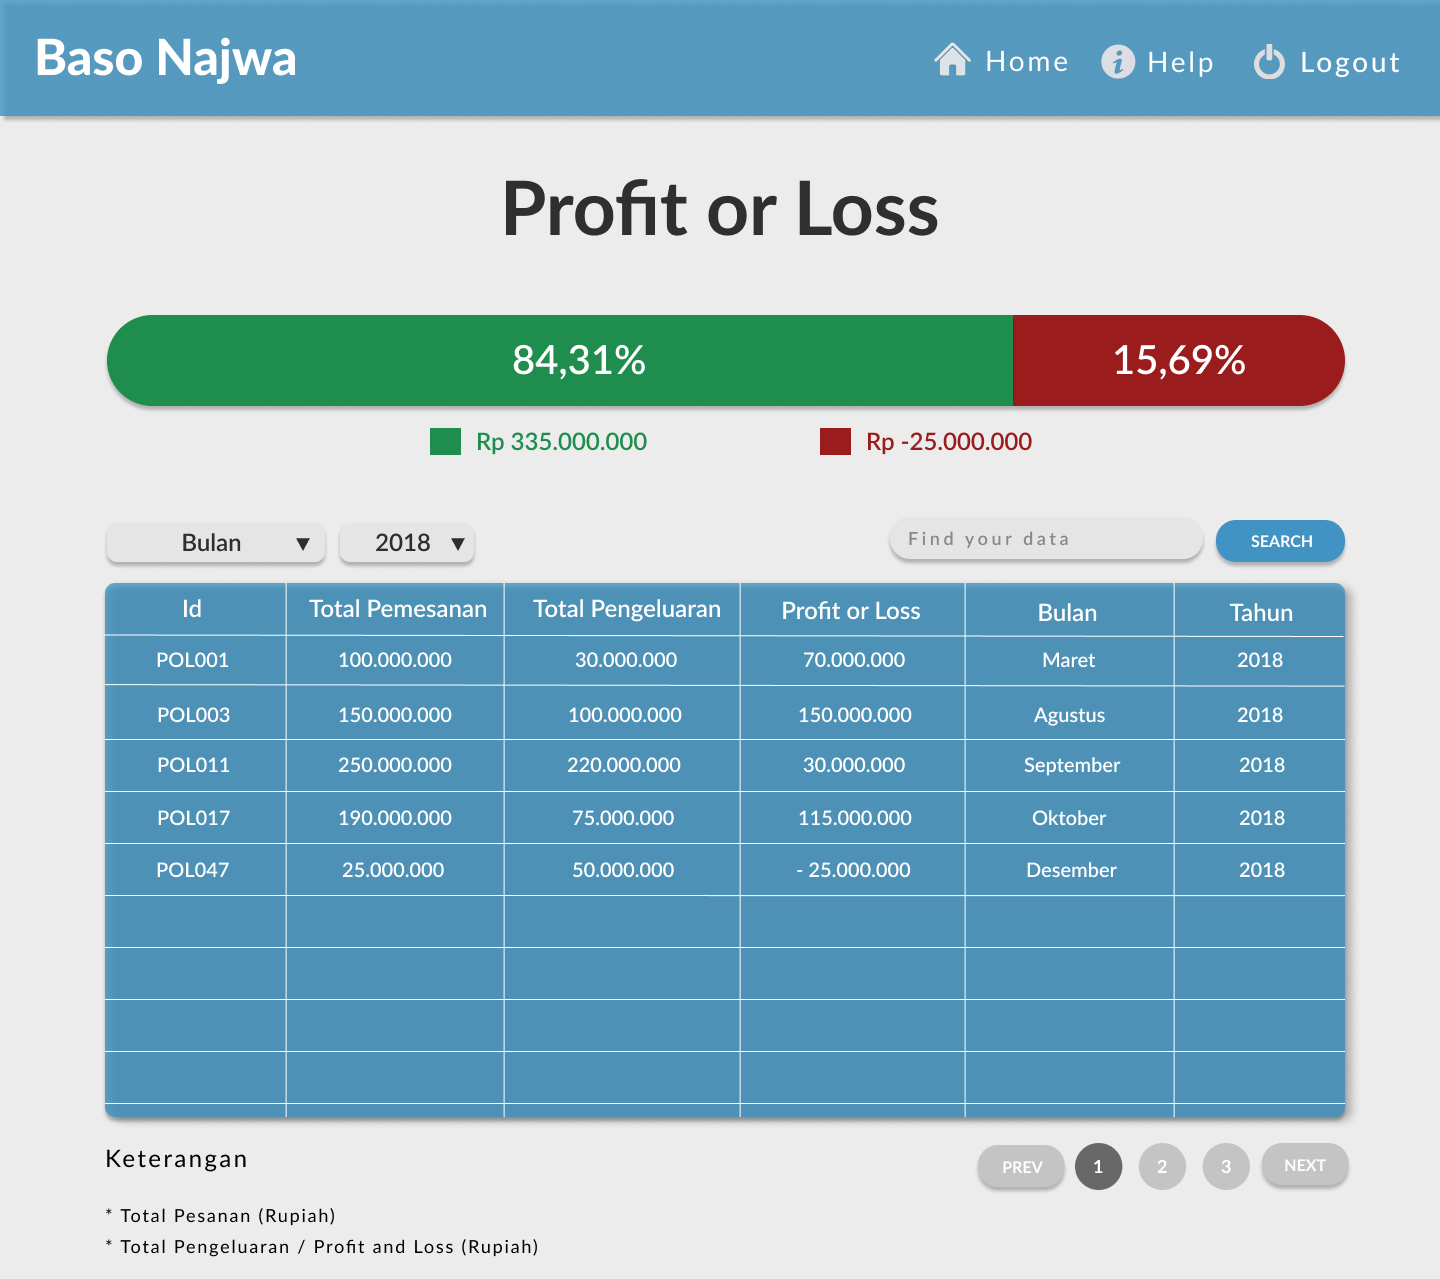 Baso Najwa Home Help Logout
Profit or Loss
84,31% 15,69%
Rp 335.000.000 Rp -25.000.000
Bulan ▼ 2018 ▼ Find your data SEARCH
Id Total Pemesanan Total Pengeluaran Profit or Loss Bulan Tahun
POL001 100.000.000 30.000.000 70.000.000 Maret 2018
POL003 150.000.000 100.000.000 150.000.000 Agustus 2018
POL011 250.000.000 220.000.000 30.000.000 September 2018
POL017 190.000.000 75.000.000 115.000.000 Oktober 2018
POL047 25.000.000 50.000.000 - 25.000.000 Desember 2018
Keterangan PREV 1 2 3 NEXT
* Total Pesanan (Rupiah)
* Total Pengeluaran / Profit and Loss (Rupiah)